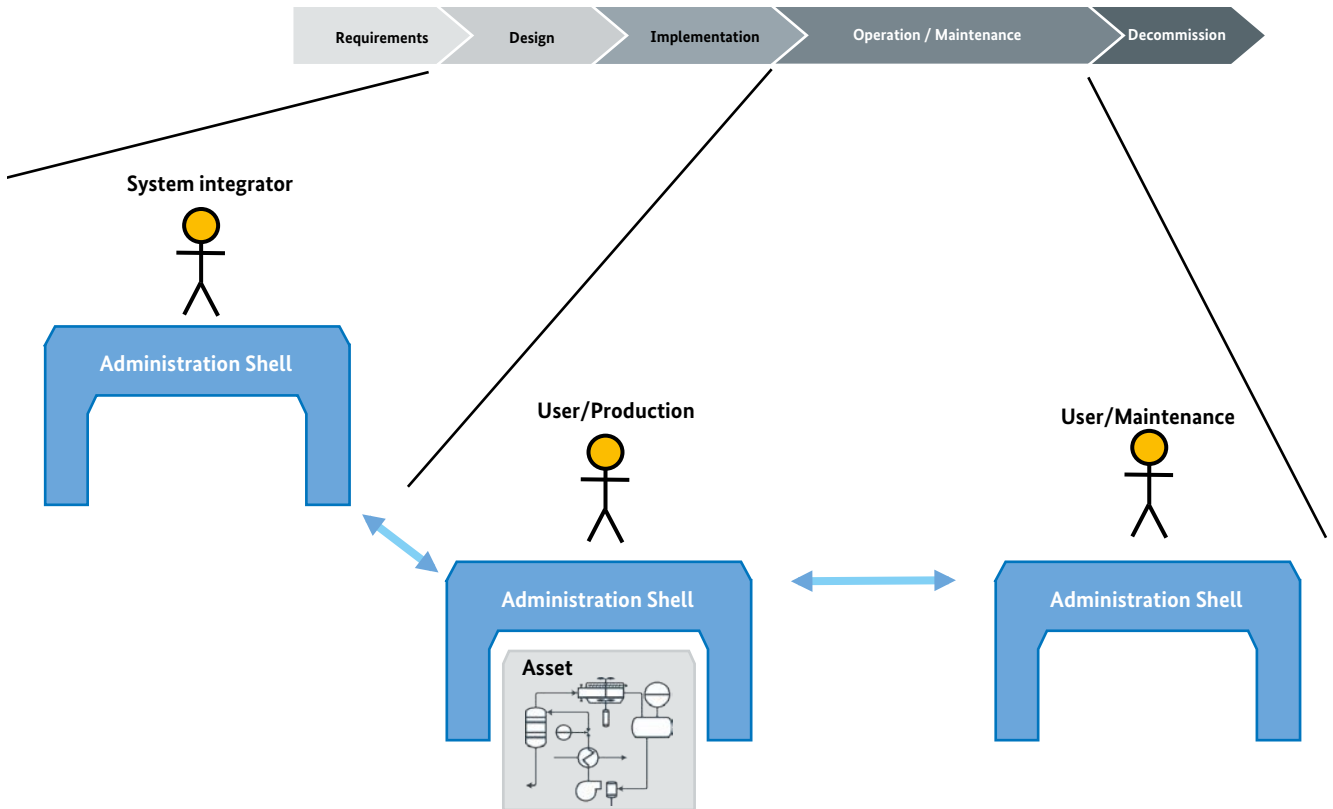 Requirements
Design
Implementation
Operation / Maintenance
Decommission
System integrator
Administration Shell
User/Production
User/Maintenance
Administration Shell
Administration Shell
Asset